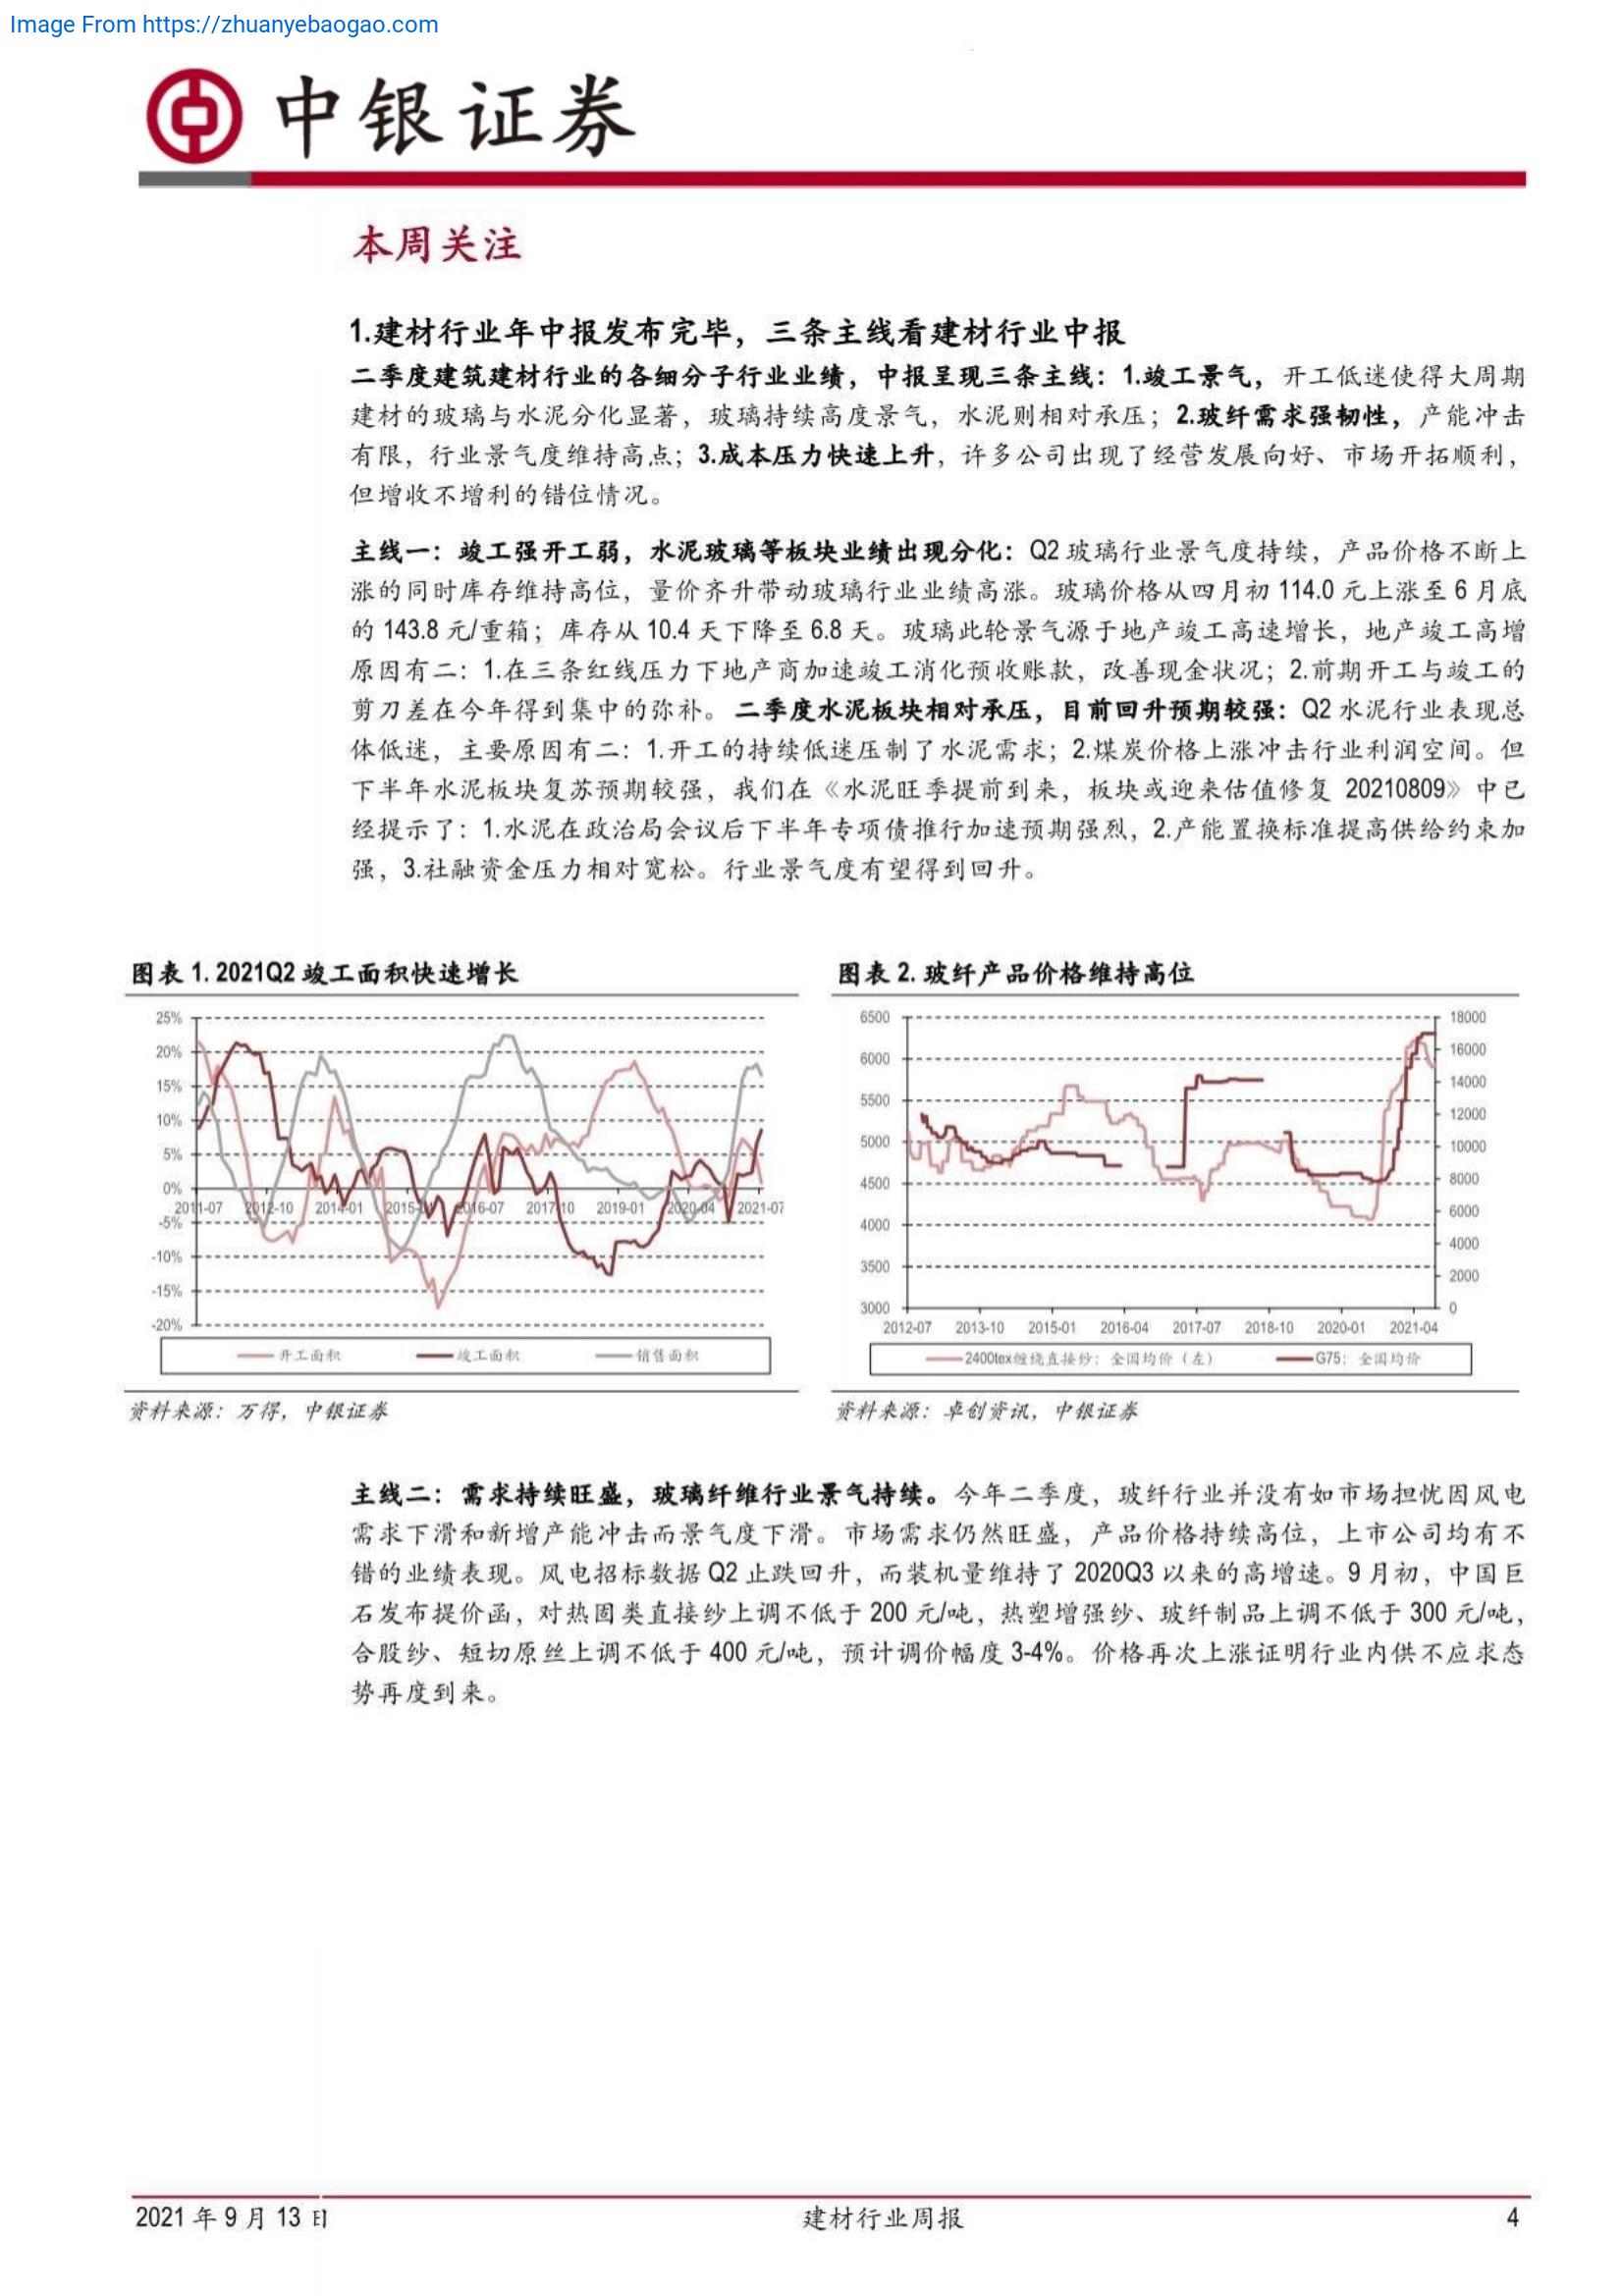 Image From https://zhuanyebaogao.com
中银证券
本周关注
1.建材行业年中报发布完毕，三条主线看建材行业中报
二季度建筑建材行业的各细分子行业业绩，中报呈现三条主线：1.竣工景气，开工低迷使得大周期
建材的玻璃与水泥分化显著，玻璃持续高度景气，水泥则相对承压；2.玻纤需求强韧性，产能冲击
有限，行业景气度维持高点；3.成本压力快速上升，许多公司出现了经营发展向好、市场开拓顺利，
但增收不增利的错位情况。
主线一：竣工强开工弱，水泥玻璃等板块业绩出现分化：Q2 玻璃行业景气度持续，产品价格不断上
涨的同时库存维持高位，量价齐升带动玻璃行业业绩高涨。玻璃价格从四月初 114.0 元上涨至 6 月底
的 143.8 元/重箱；库存从 10.4 天下降至 6.8 天。玻璃此轮景气源于地产竣工高速增长，地产竣工高增
原因有二：1.在三条红线压力下地产商加速竣工消化预收账款，改善现金状况；2.前期开工与竣工的
剪刀差在今年得到集中的弥补。二季度水泥板块相对承压，目前回升预期较强：Q2 水泥行业表现总
体低迷，主要原因有二：1.开工的持续低迷压制了水泥需求；2.煤炭价格上涨冲击行业利润空间。但
下半年水泥板块复苏预期较强，我们在《水泥旺季提前到来，板块或迎来估值修复 20210809》中已
经提示了：1.水泥在政治局会议后下半年专项债推行加速预期强烈，2.产能置换标准提高供给约束加
强，3.社融资金压力相对宽松。行业景气度有望得到回升。
图表 1. 2021Q2 竣工面积快速增长
25%
20%
15%
10%
5%
0%
-5%
-10%
-15%
-20%
2011-07 2012-10 2014-01 2015-04 2016-07 2017-10 2019-01 2020-04 2021-07
开工面积 竣工面积 销售面积
资料来源：万得，中银证券
图表 2. 玻纤产品价格维持高位
6500
6000
5500
5000
4500
4000
3500
3000
18000
16000
14000
12000
10000
8000
6000
4000
2000
0
2012-07 2013-10 2015-01 2016-04 2017-07 2018-10 2020-01 2021-04
2400tex缠绕直接纱：全国均价（左） G75：全国均价
资料来源：卓创资讯，中银证券
主线二：需求持续旺盛，玻璃纤维行业景气持续。今年二季度，玻纤行业并没有如市场担忧因风电
需求下滑和新增产能冲击而景气度下滑。市场需求仍然旺盛，产品价格持续高位，上市公司均有不
错的业绩表现。风电招标数据 Q2 止跌回升，而装机量维持了 2020Q3 以来的高增速。9 月初，中国巨
石发布提价函，对热固类直接纱上调不低于 200 元/吨，热塑增强纱、玻纤制品上调不低于 300 元/吨，
合股纱、短切原丝上调不低于 400 元/吨，预计调价幅度 3-4%。价格再次上涨证明行业内供不应求态
势再度到来。
2021 年 9 月 13 日 建材行业周报 4